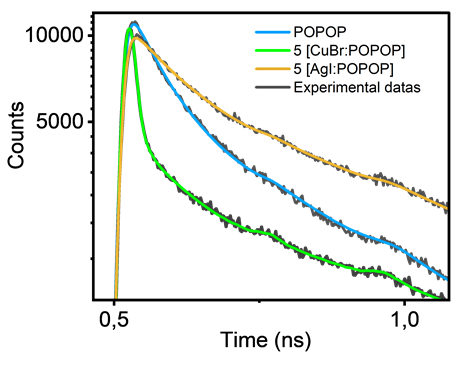 10000
5000
Counts
POPOP
5 [CuBr:POPOP]
5 [AgI:POPOP]
Experimental datas
0,5
1,0
Time (ns)